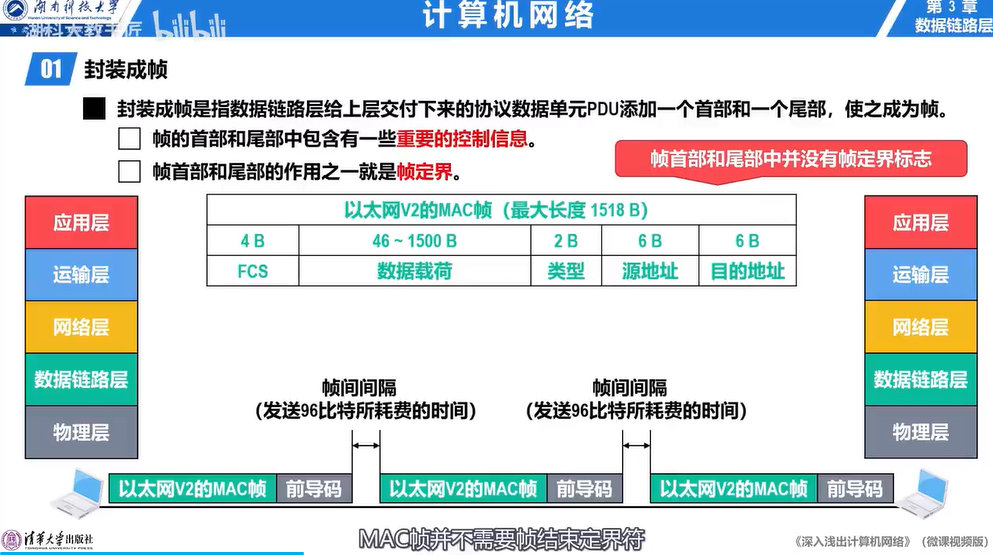 湖南科技大学
Hunan University of Science and Technology
湖科大教书匠 bilibili
计算机网络
第 3 章
数据链路层
01 封装成帧
封装成帧是指数据链路层给上层交付下来的协议数据单元PDU添加一个首部和一个尾部，使之成为帧。
帧的首部和尾部中包含有一些重要的控制信息。
帧首部和尾部的作用之一就是帧定界。
帧首部和尾部中并没有帧定界标志
以太网V2的MAC帧（最大长度 1518 B）
4 B 46 ~ 1500 B 2 B 6 B 6 B
FCS 数据载荷 类型 源地址 目的地址
应用层
运输层
网络层
数据链路层
物理层
应用层
运输层
网络层
数据链路层
物理层
帧间间隔
（发送96比特所耗费的时间）
帧间间隔
（发送96比特所耗费的时间）
以太网V2的MAC帧 前导码 以太网V2的MAC帧 前导码 以太网V2的MAC帧 前导码
MAC帧并不需要帧结束定界符
清华大学出版社
TSINGHUA UNIVERSITY PRESS
《深入浅出计算机网络》（微课视频版）